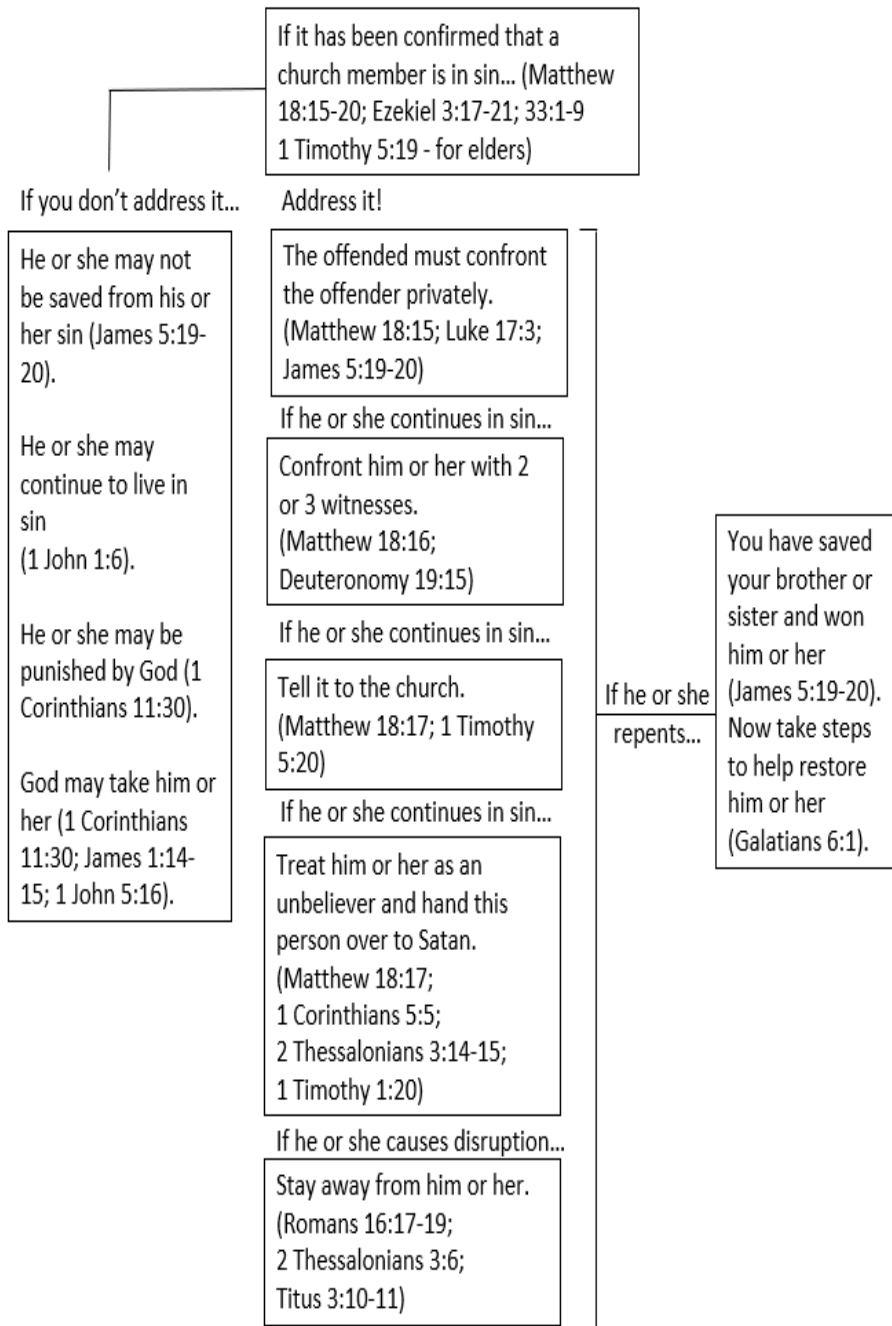 If it has been confirmed that a
church member is in sin... (Matthew
18:15-20; Ezekiel 3:17-21; 33:1-9
1 Timothy 5:19 - for elders)
If you don’t address it...
He or she may not
be saved from his or
her sin (James 5:19-
20).
He or she may
continue to live in
sin
(1 John 1:6).
He or she may be
punished by God (1
Corinthians 11:30).
God may take him or
her (1 Corinthians
11:30; James 1:14-
15; 1 John 5:16).
Address it!
The offended must confront
the offender privately.
(Matthew 18:15; Luke 17:3;
James 5:19-20)
If he or she continues in sin...
Confront him or her with 2
or 3 witnesses.
(Matthew 18:16;
Deuteronomy 19:15)
If he or she continues in sin...
Tell it to the church.
(Matthew 18:17; 1 Timothy
5:20)
If he or she continues in sin...
Treat him or her as an
unbeliever and hand this
person over to Satan.
(Matthew 18:17;
1 Corinthians 5:5;
2 Thessalonians 3:14-15;
1 Timothy 1:20)
If he or she causes disruption...
Stay away from him or her.
(Romans 16:17-19;
2 Thessalonians 3:6;
Titus 3:10-11)
If he or she
repents...
You have saved
your brother or
sister and won
him or her
(James 5:19-20).
Now take steps
to help restore
him or her
(Galatians 6:1).